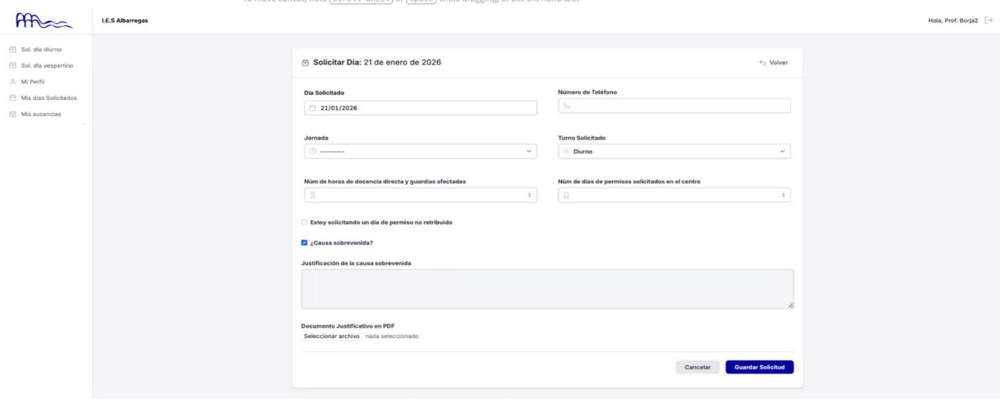 To move canvas, hold Scroll wheel or Space while dragging, or use the hand tool
I.E.S Albarregas
Hola, Prof. Borja2
Sol. día diurno
Sol. día vespertino
Mi Perfil
Mis días Solicitados
Mis ausencias
Solicitar Dia: 21 de enero de 2026
Volver
Día Solicitado
21/01/2026
Número de Teléfono
Jornada
---------
Turno Solicitado
Diurno
Núm de horas de docencia directa y guardias afectadas
Núm de días de permisos solicitados en el centro
Estoy solicitando un día de permiso no retribuido
¿Causa sobrevenida?
Justificación de la causa sobrevenida
Documento Justificativo en PDF
Seleccionar archivo nada seleccionado
Cancelar
Guardar Solicitud